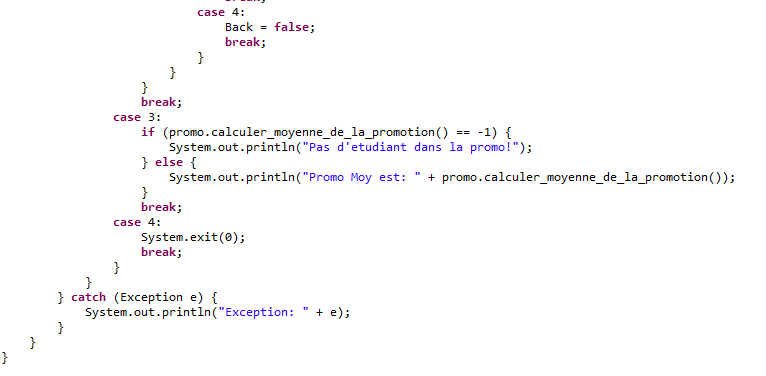 case 4:
Back = false;
break;
}
}
}
break;
case 3:
if (promo.calculer_moyenne_de_la_promotion() == -1) {
System.out.println("Pas d'etudiant dans la promo!");
} else {
System.out.println("Promo Moy est: " + promo.calculer_moyenne_de_la_promotion());
}
break;
case 4:
System.exit(0);
break;
}
}
} catch (Exception e) {
System.out.println("Exception: " + e);
}
}
}